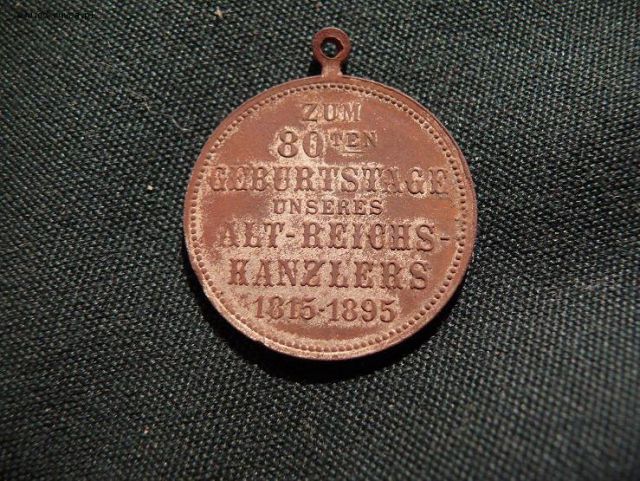 ZUM
80TEN
GEBURTSTAGE
UNSERES
ALT-REICHS-
KANZLERS
1815-1895